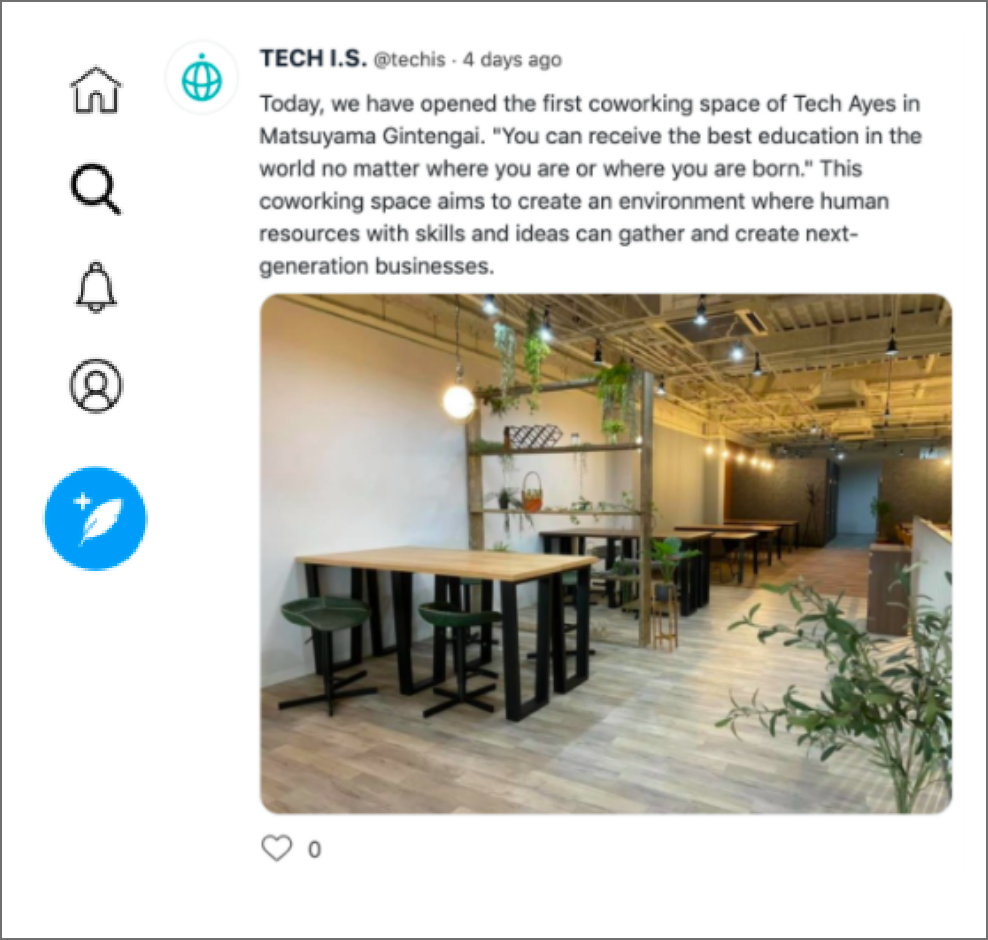 TECH I.S. @techis · 4 days ago
Today, we have opened the first coworking space of Tech Ayes in
Matsuyama Gintengai. "You can receive the best education in the
world no matter where you are or where you are born." This
coworking space aims to create an environment where human
resources with skills and ideas can gather and create next-
generation businesses.
0